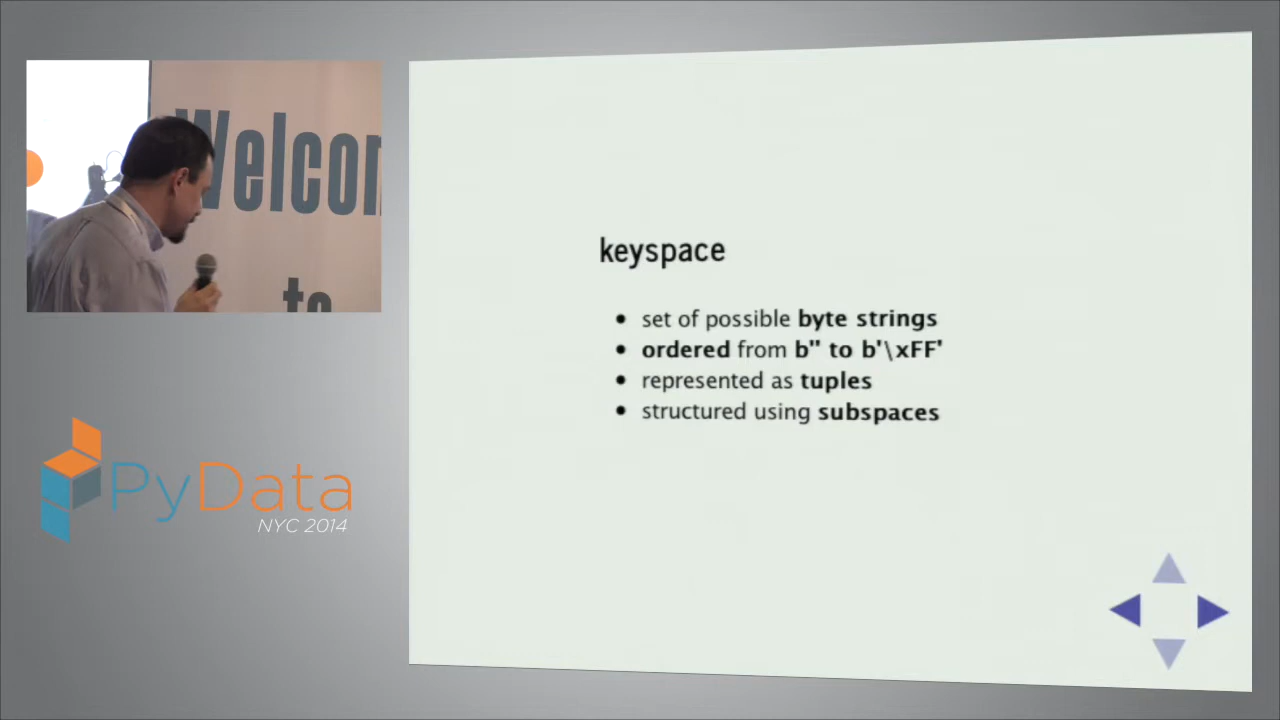 Welcom
to
keyspace
• set of possible byte strings
• ordered from b'' to b'\xFF'
• represented as tuples
• structured using subspaces
PyData
NYC 2014